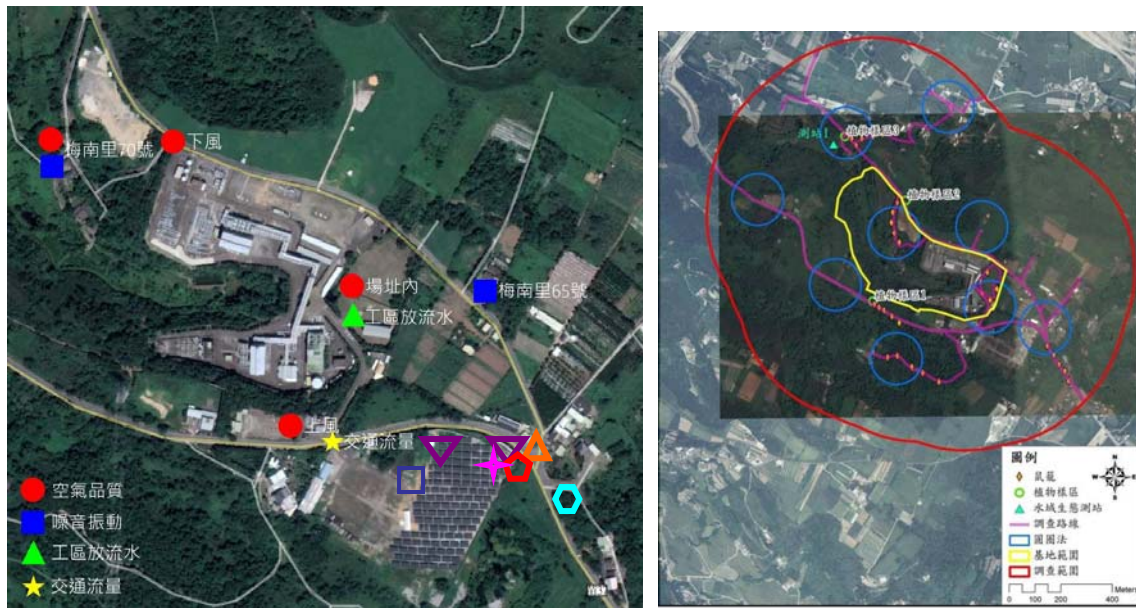 梅南里70號
下風
場址內
工區放流水
梅南里65號
上風
交通流量
空氣品質
噪音振動
工區放流水
交通流量
測站1
植物樣區3
植物樣區2
植物樣區1
圖例
鼠籠
植物樣區
水域生態測站
調查路線
圓圈法
基地範圍
調查範圍
N
W
E
S
Meters
0 50 100 200 300 400